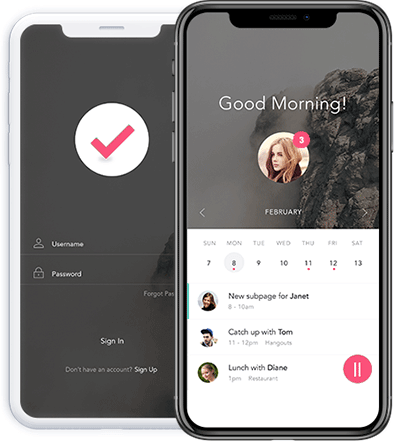 Username
Password
Forgot Pas
Sign In
Don't have an account? Sign Up
Good Morning!
3
FEBRUARY
SUN MON TUE WED THU FRI SAT
7 8 9 10 11 12 13
New subpage for Janet
8 - 10am
Catch up with Tom
11 - 12pm Hangouts
Lunch with Diane
1pm Restaurant